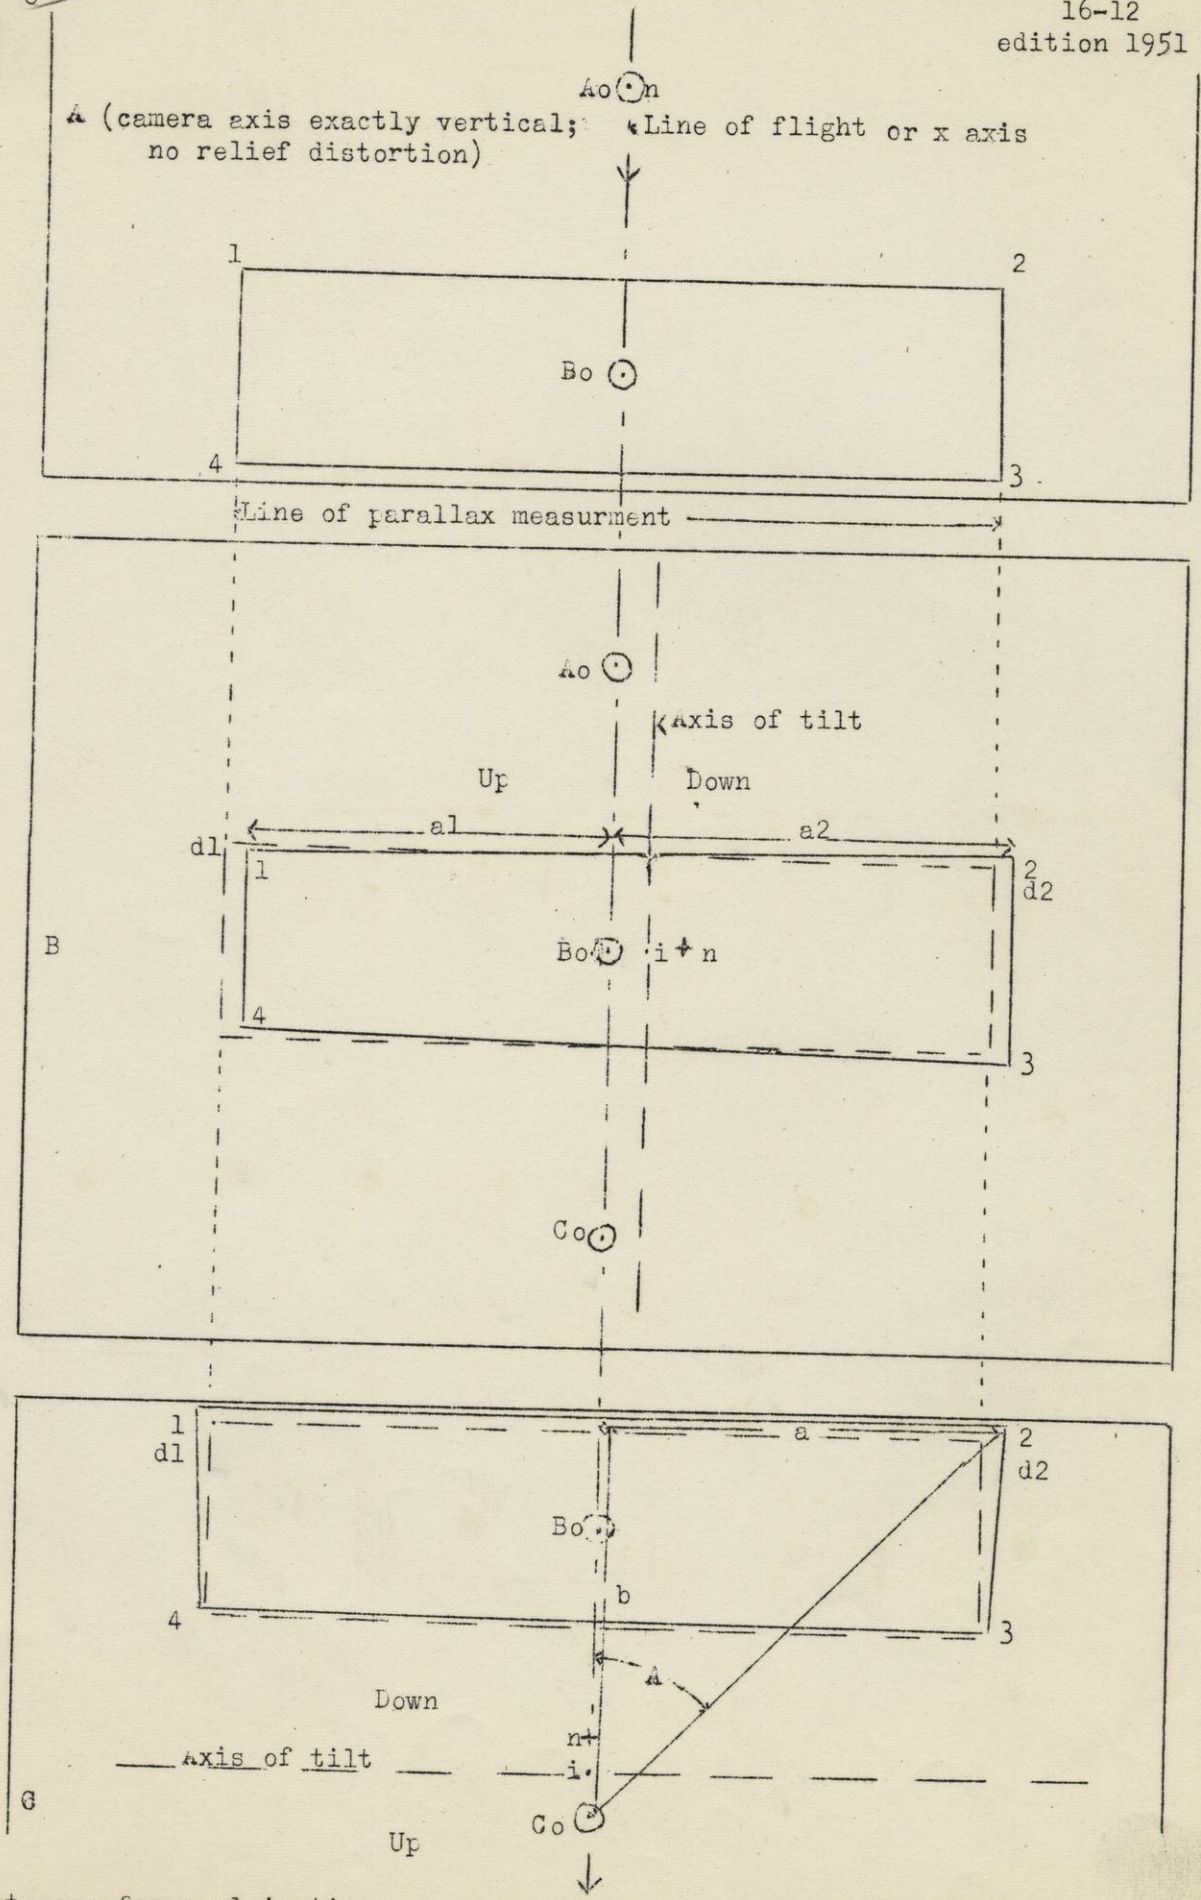 16-12
edition 1951
Ao n
A (camera axis exactly vertical;
no relief distortion)
Line of flight or x axis
1
2
Bo
4
3
Line of parallax measurment
Ao
Axis of tilt
Up
Down
a1
a2
d1
1
2
d2
B
Bo
i + n
4
3
Co
1
d1
a
2
d2
Bo
b
4
3
A
Down
n+
Axis of tilt
i.
C
Co
Up